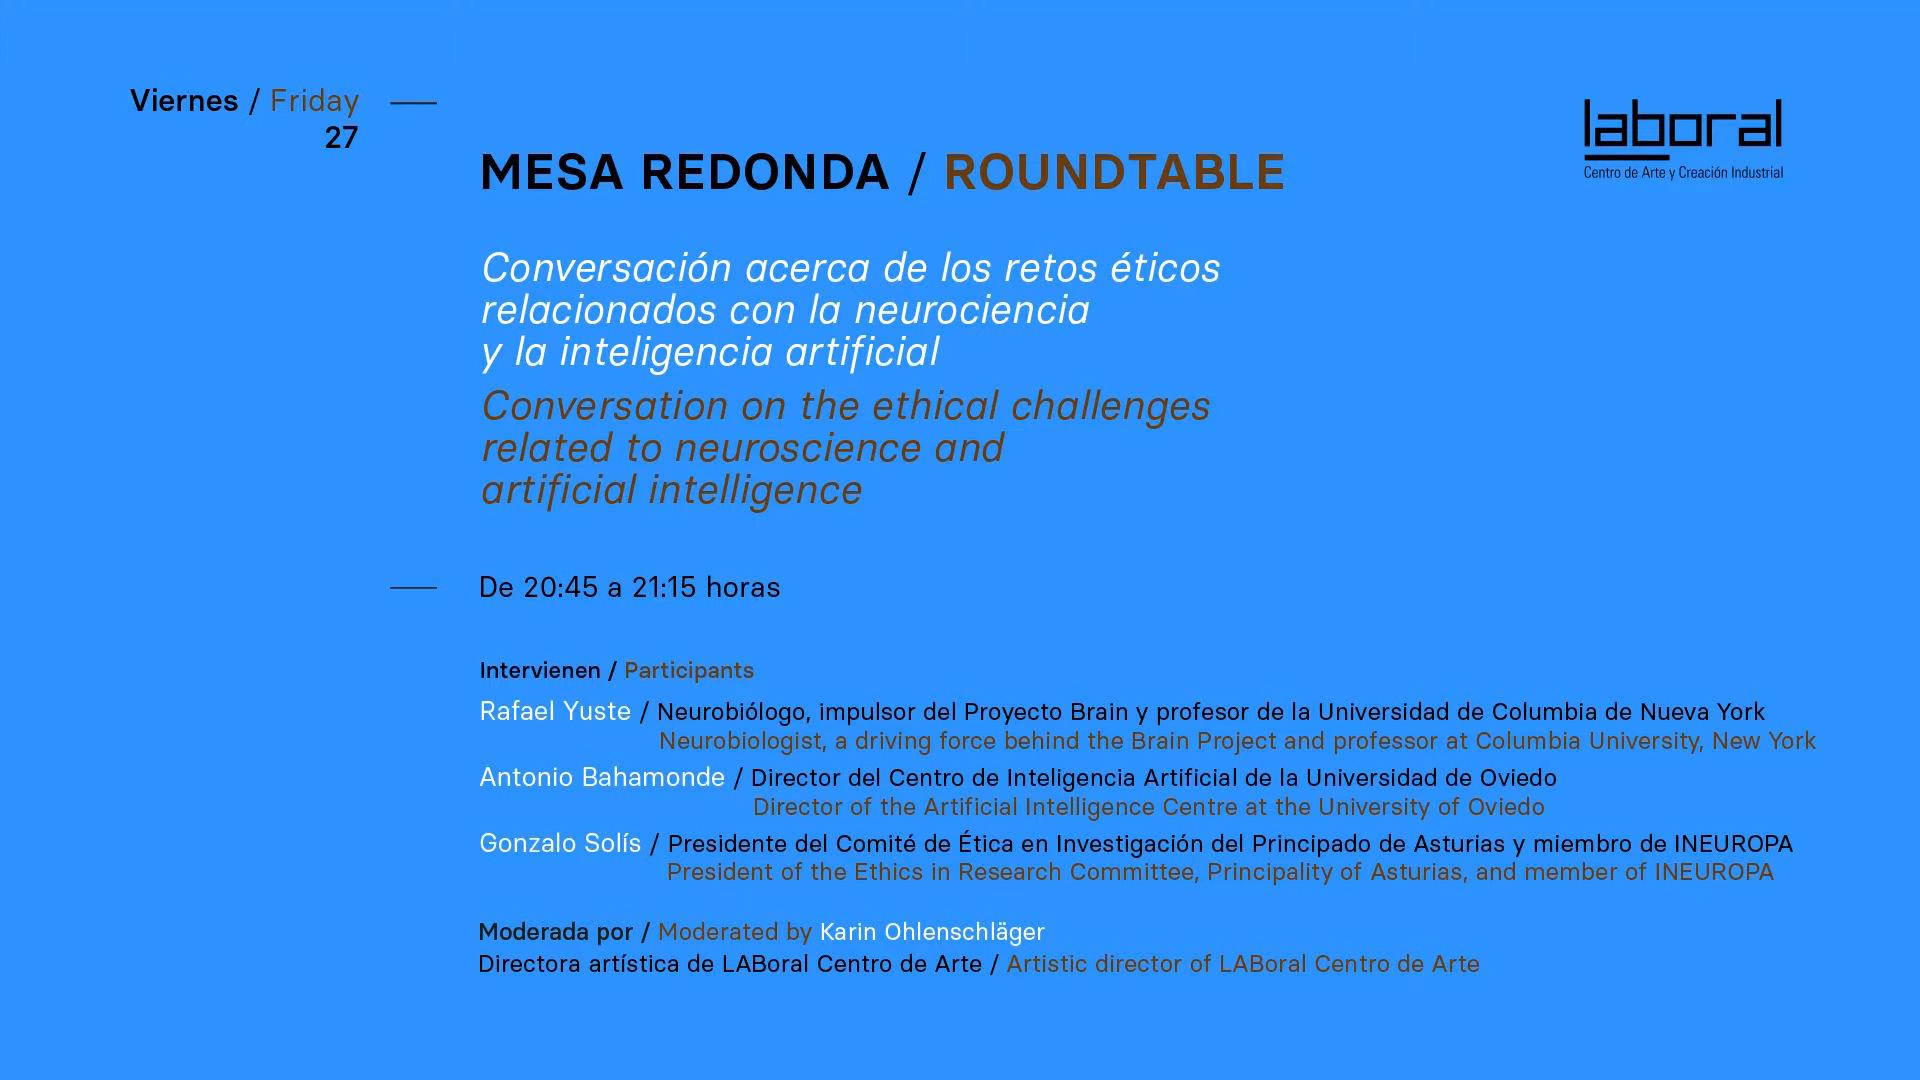 Viernes / Friday
27
laboral
Centro de Arte y Creación Industrial
MESA REDONDA / ROUNDTABLE
Conversación acerca de los retos éticos
relacionados con la neurociencia
y la inteligencia artificial
Conversation on the ethical challenges
related to neuroscience and
artificial intelligence
De 20:45 a 21:15 horas
Intervienen / Participants
Rafael Yuste / Neurobiólogo, impulsor del Proyecto Brain y profesor de la Universidad de Columbia de Nueva York
Neurobiologist, a driving force behind the Brain Project and professor at Columbia University, New York
Antonio Bahamonde / Director del Centro de Inteligencia Artificial de la Universidad de Oviedo
Director of the Artificial Intelligence Centre at the University of Oviedo
Gonzalo Solís / Presidente del Comité de Ética en Investigación del Principado de Asturias y miembro de INEUROPA
President of the Ethics in Research Committee, Principality of Asturias, and member of INEUROPA
Moderada por / Moderated by Karin Ohlenschläger
Directora artística de LABoral Centro de Arte / Artistic director of LABoral Centro de Arte